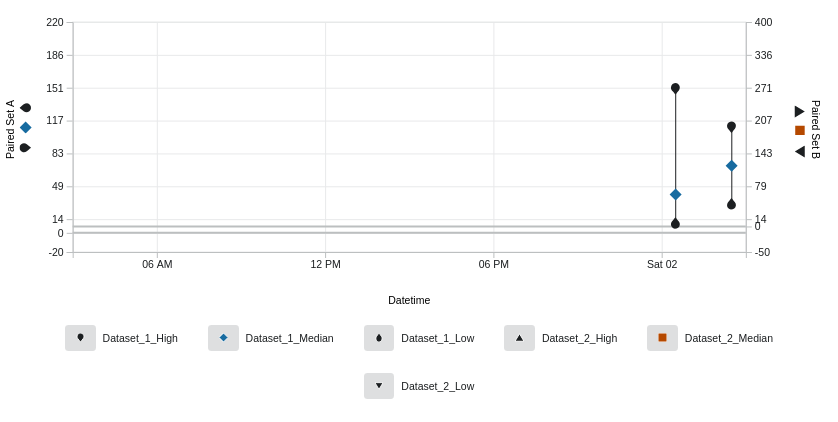 220
186
151
117
83
49
14
0
-20
400
336
271
207
143
79
14
0
-50
Paired Set A
Paired Set B
06 AM
12 PM
06 PM
Sat 02
Datetime
Dataset_1_High
Dataset_1_Median
Dataset_1_Low
Dataset_2_High
Dataset_2_Median
Dataset_2_Low